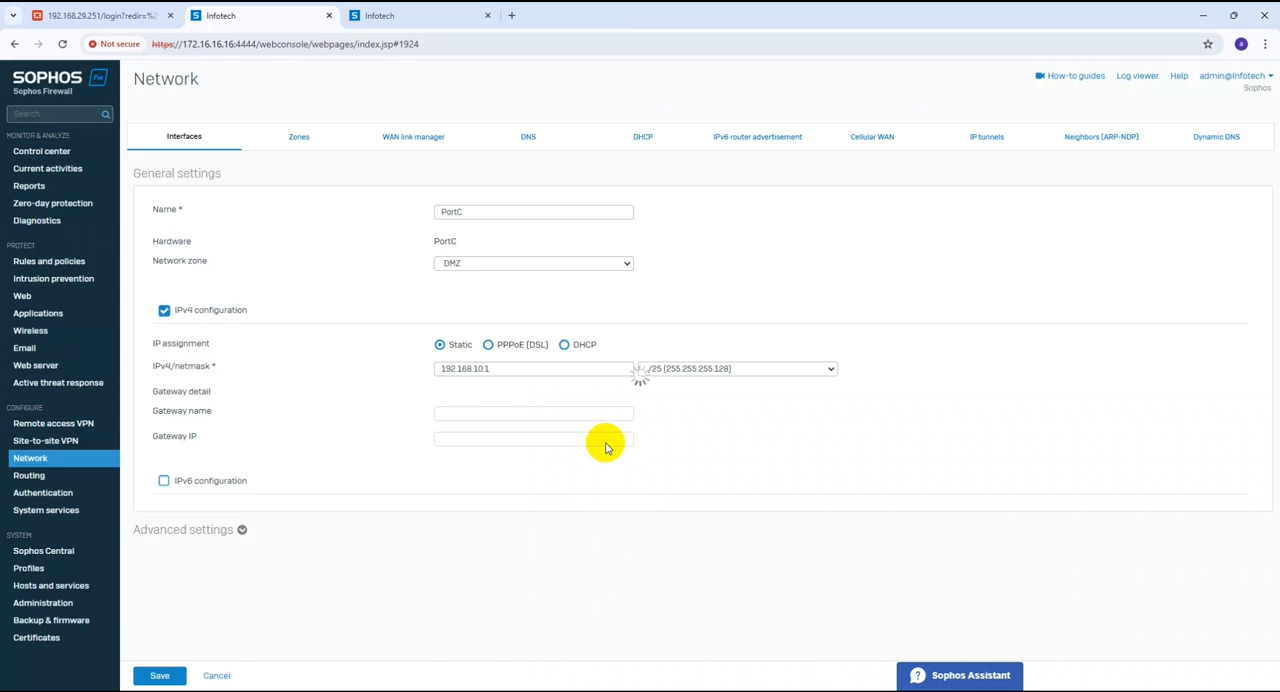 192.168.29.251/login?redir=%2
Infotech
Infotech
Not secure
https://172.16.16.16:4444/webconsole/webpages/index.jsp#1924
a
SOPHOS Fw
Sophos Firewall
Search
MONITOR & ANALYZE
Control center
Current activities
Reports
Zero-day protection
Diagnostics
PROTECT
Rules and policies
Intrusion prevention
Web
Applications
Wireless
Email
Web server
Active threat response
CONFIGURE
Remote access VPN
Site-to-site VPN
Network
Routing
Authentication
System services
SYSTEM
Sophos Central
Profiles
Hosts and services
Administration
Backup & firmware
Certificates
Network
How-to guides
Log viewer
Help
admin@Infotech
Sophos
Interfaces
Zones
WAN link manager
DNS
DHCP
IPv6 router advertisement
Cellular WAN
IP tunnels
Neighbors (ARP-NDP)
Dynamic DNS
General settings
Name *
PortC
Hardware
PortC
Network zone
DMZ
IPv4 configuration
IP assignment
Static
PPPoE (DSL)
DHCP
IPv4/netmask *
192.168.10.1
/25 (255.255.255.128)
Gateway detail
Gateway name
Gateway IP
IPv6 configuration
Advanced settings
Save
Cancel
? Sophos Assistant